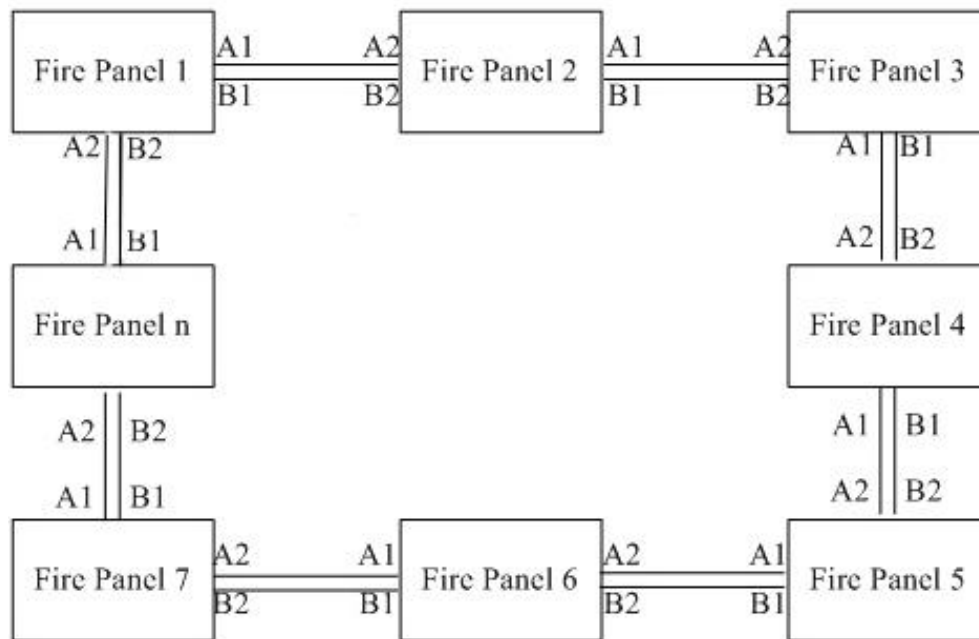 A1 A2 A1 A2
Fire Panel 1 Fire Panel 2 Fire Panel 3
B1 B2 B1 B2
A2 B2 A1 B1
A1 B1 A2 B2
Fire Panel n Fire Panel 4
A2 B2 A1 B1
A1 B1 A2 B2
A2 A1 A2 A1
Fire Panel 7 Fire Panel 6 Fire Panel 5
B2 B1 B2 B1